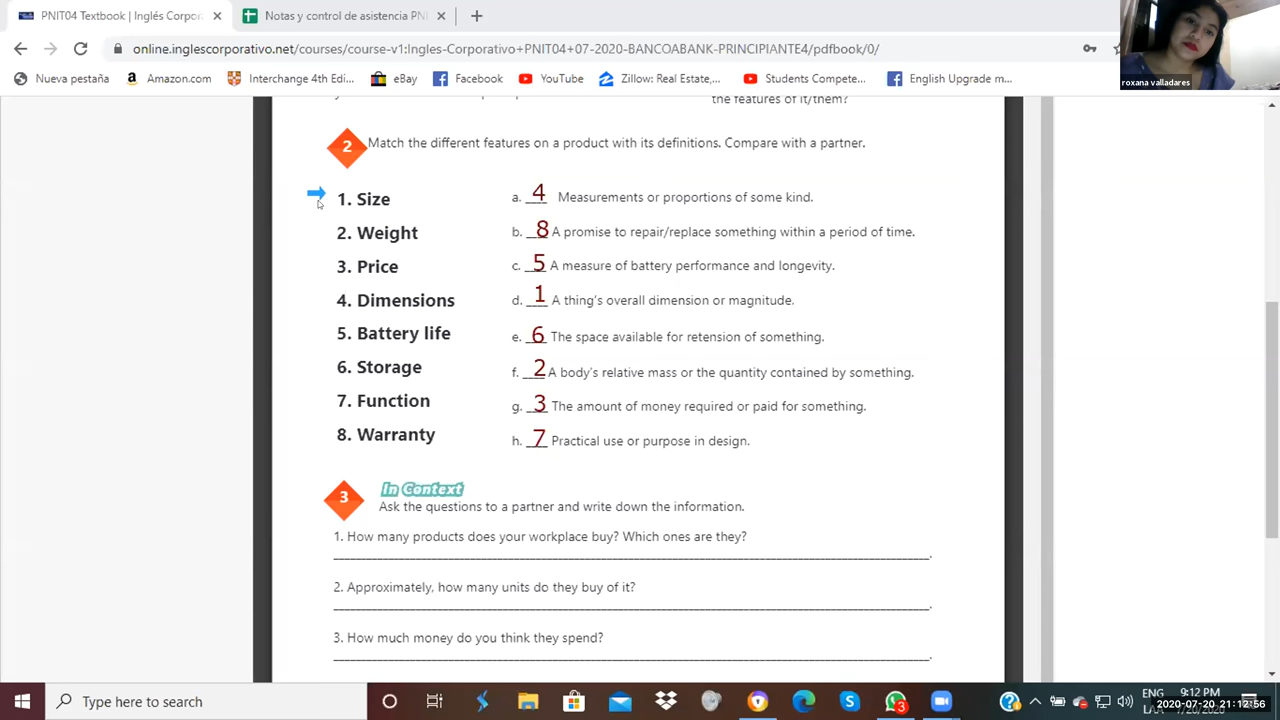 PNIT04 Textbook | Inglés Corpora
Notas y control de asistencia PNI
online.inglescorporativo.net/courses/course-v1:Ingles-Corporativo+PNIT04+07-2020-BANCOABANK-PRINCIPIANTE4/pdfbook/0/
Nueva pestaña
Amazon.com
Interchange 4th Edi...
eBay
Facebook
YouTube
Zillow: Real Estate,...
Students Compete...
English Upgrade m...
roxana valladares
the features of it/them?
2 Match the different features on a product with its definitions. Compare with a partner.
1. Size
a. 4 Measurements or proportions of some kind.
2. Weight
b. 8 A promise to repair/replace something within a period of time.
3. Price
c. 5 A measure of battery performance and longevity.
4. Dimensions
d. 1 A thing's overall dimension or magnitude.
5. Battery life
e. 6 The space available for retension of something.
6. Storage
f. 2 A body's relative mass or the quantity contained by something.
7. Function
g. 3 The amount of money required or paid for something.
8. Warranty
h. 7 Practical use or purpose in design.
3 In Context
Ask the questions to a partner and write down the information.
1. How many products does your workplace buy? Which ones are they?
2. Approximately, how many units do they buy of it?
3. How much money do you think they spend?
Type here to search
3
ENG
9:12 PM
2020-07-20 21:12:56